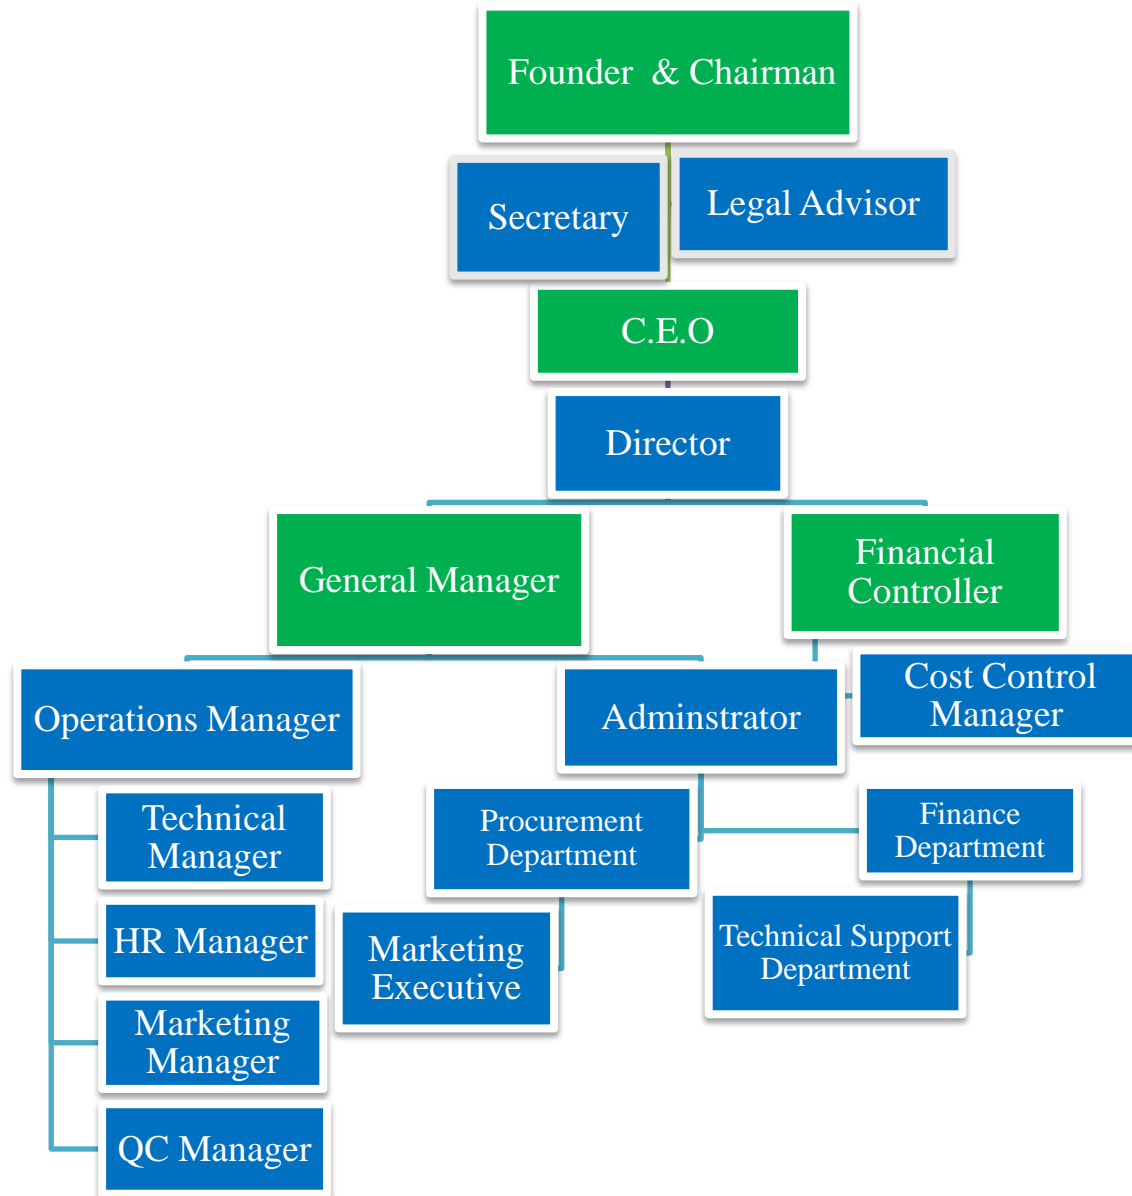 Founder & Chairman
Secretary
Legal Advisor
C.E.O
Director
General Manager
Financial
Controller
Operations Manager
Adminstrator
Cost Control
Manager
Technical
Manager
Procurement
Department
Finance
Department
HR Manager
Marketing
Executive
Technical Support
Department
Marketing
Manager
QC Manager